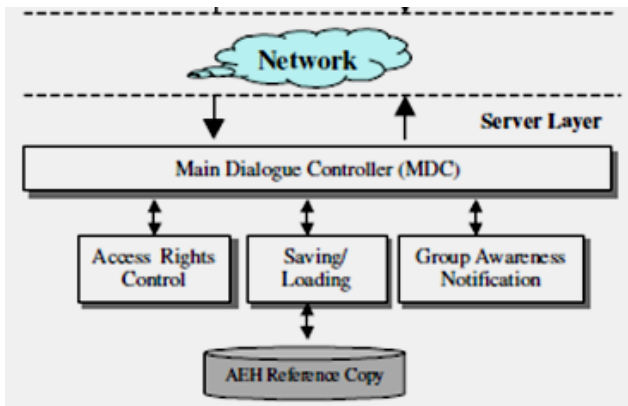 Network
Server Layer
Main Dialogue Controller (MDC)
Access Rights
Control
Saving/
Loading
Group Awareness
Notification
AEH Reference Copy